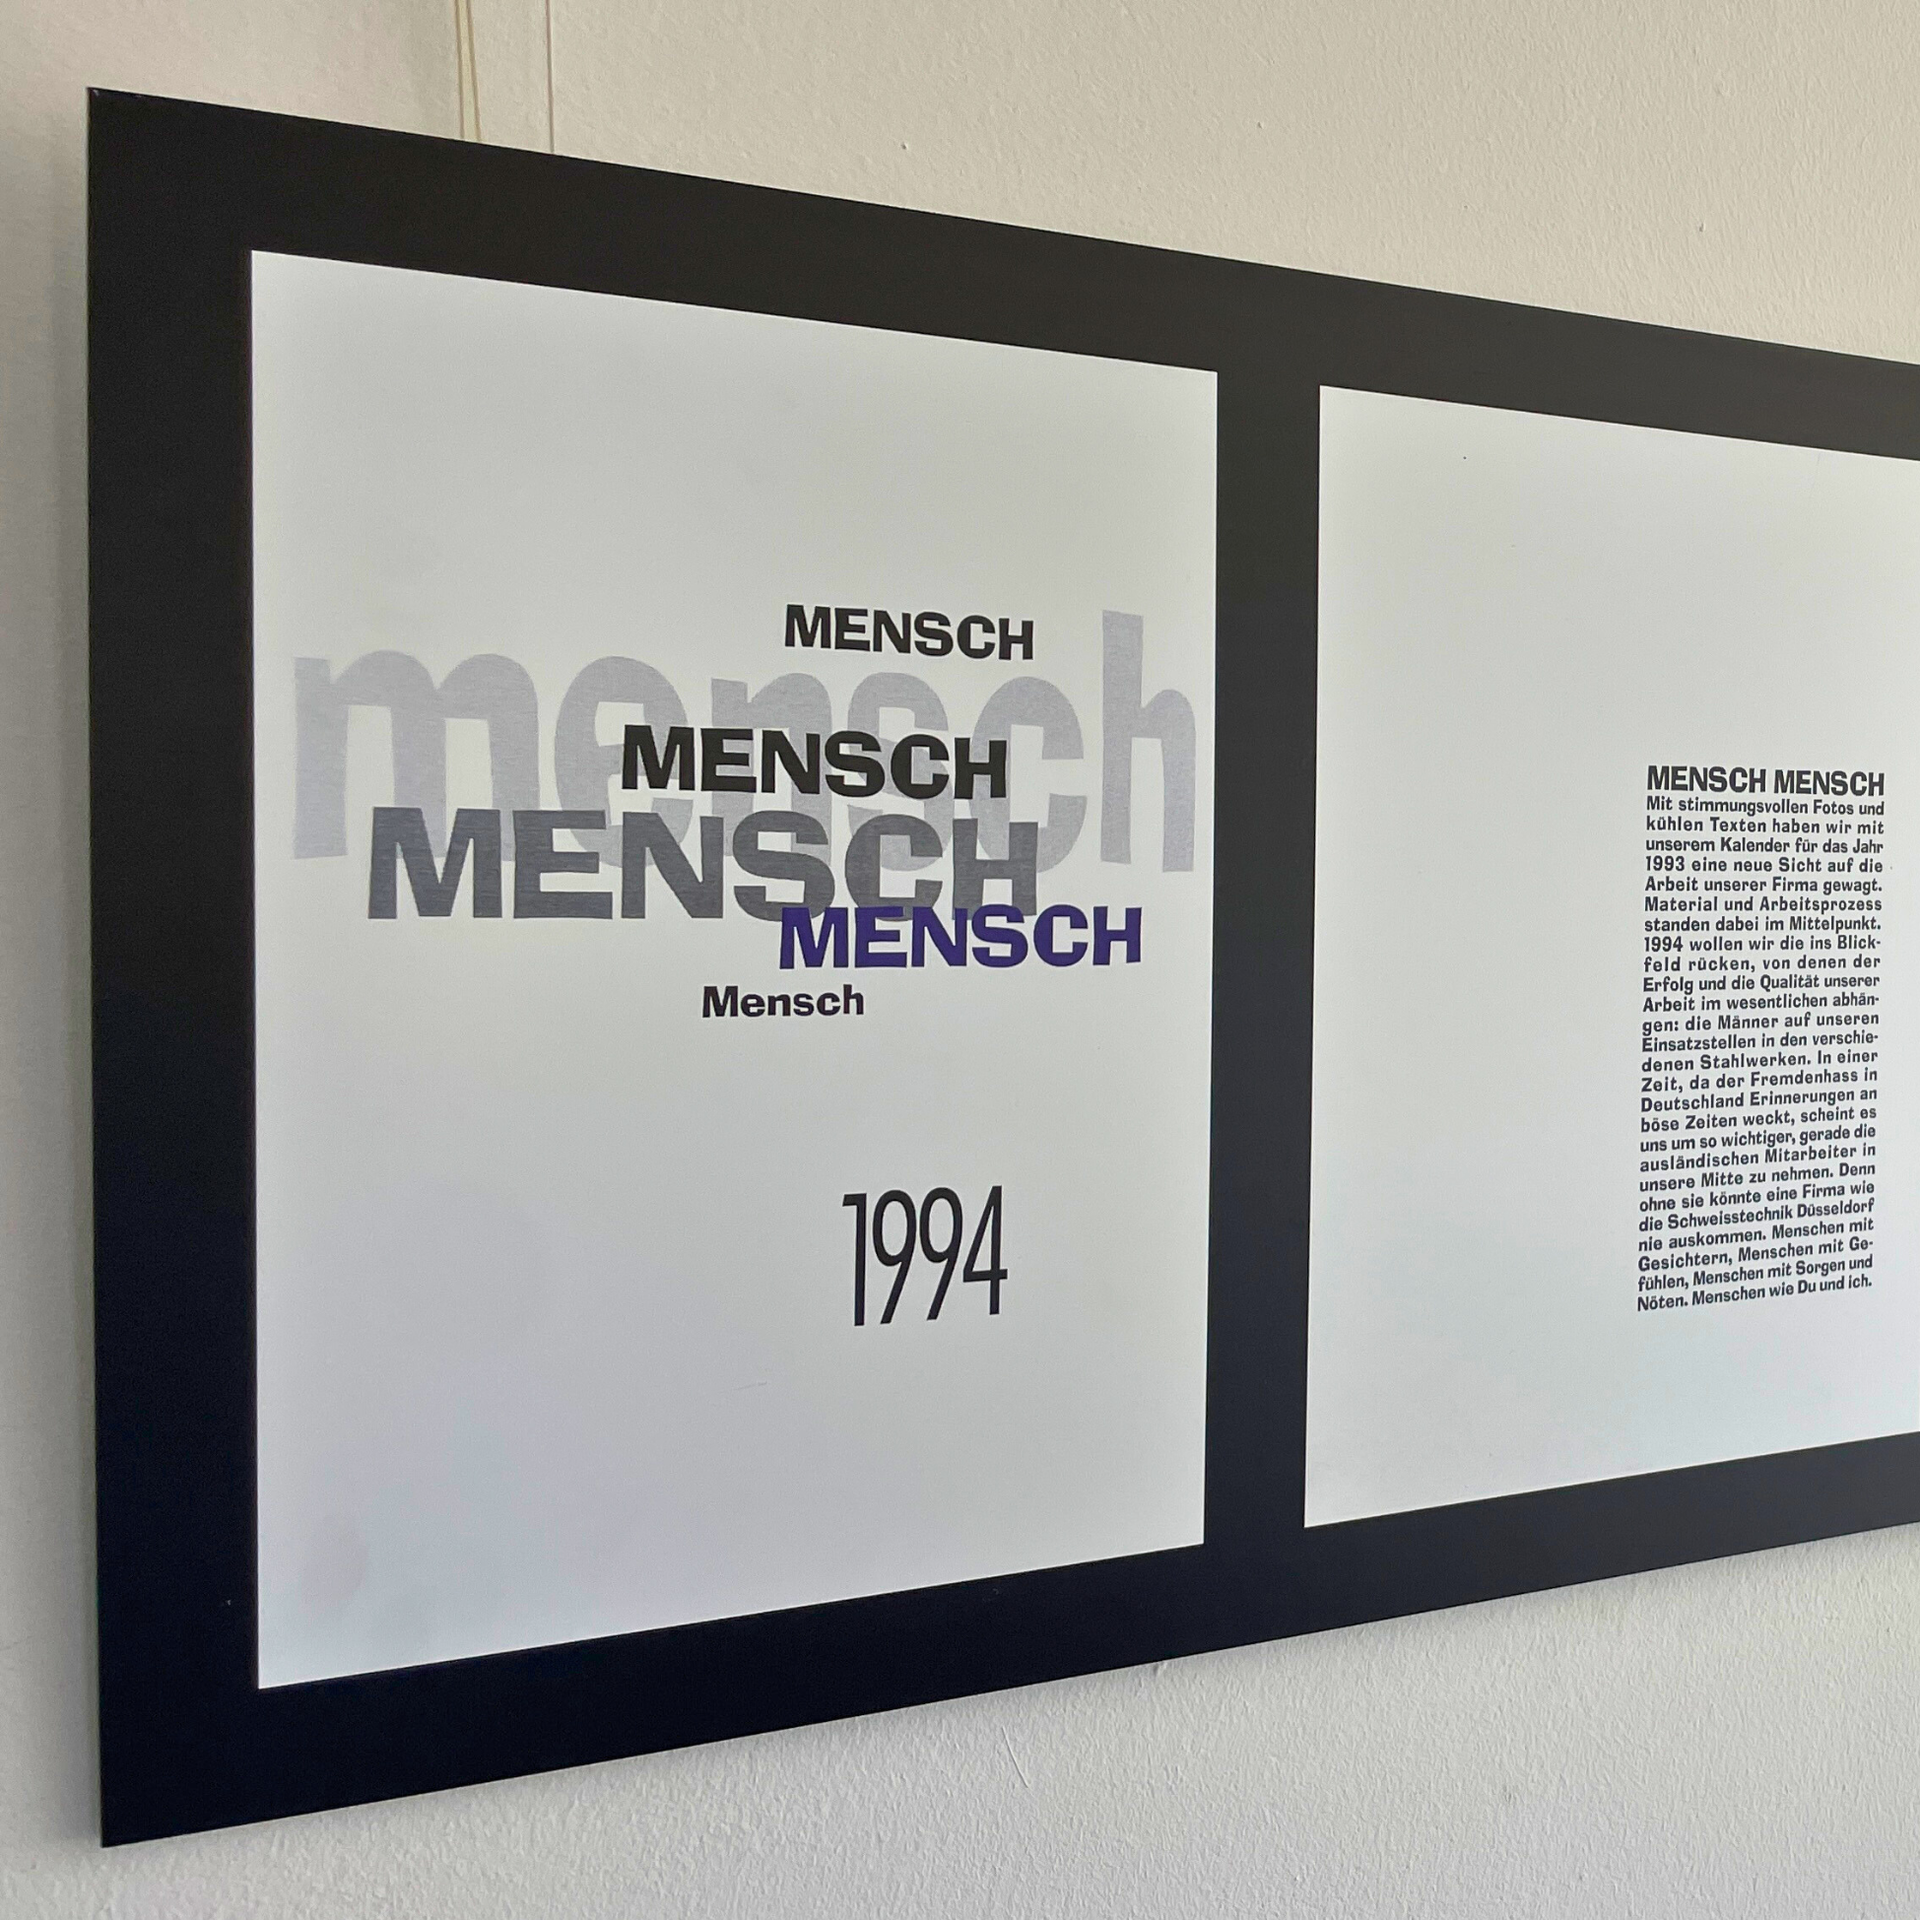 MENSCH
mensch
MENSCH
MENSCH
MENSCH
Mensch
1994
MENSCH MENSCH
Mit stimmungsvollen Fotos und
kühlen Texten haben wir mit
unserem Kalender für das Jahr
1993 eine neue Sicht auf die
Arbeit unserer Firma gewagt.
Material und Arbeitsprozess
standen dabei im Mittelpunkt.
1994 wollen wir die ins Blick-
feld rücken, von denen der
Erfolg und die Qualität unserer
Arbeit im wesentlichen abhän-
gen: die Männer auf unseren
Einsatzstellen in den verschie-
denen Stahlwerken. In einer
Zeit, da der Fremdenhass in
Deutschland Erinnerungen an
böse Zeiten weckt, scheint es
uns um so wichtiger, gerade die
ausländischen Mitarbeiter in
unsere Mitte zu nehmen. Denn
ohne sie könnte eine Firma wie
die Schweisstechnik Düsseldorf
nie auskommen. Menschen mit
Gesichtern, Menschen mit Ge-
fühlen, Menschen mit Sorgen und
Nöten. Menschen wie Du und ich.